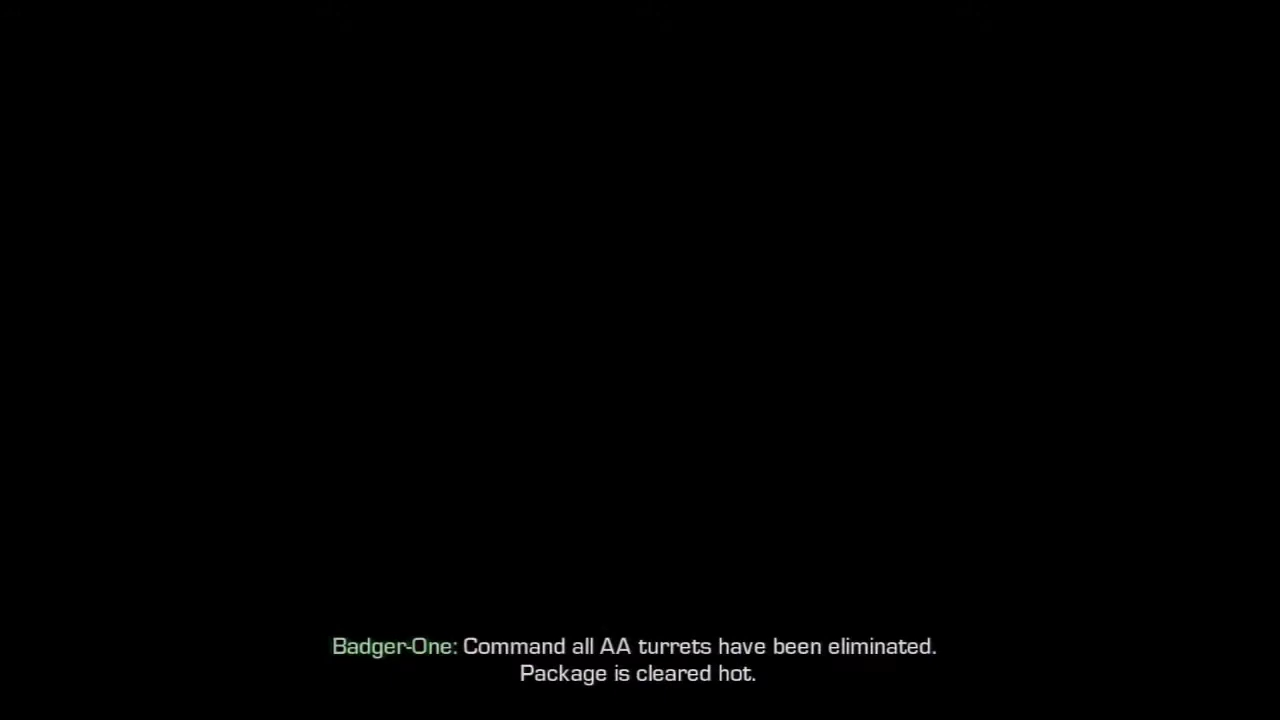 Badger-One: Command all AA turrets have been eliminated.
Package is cleared hot.